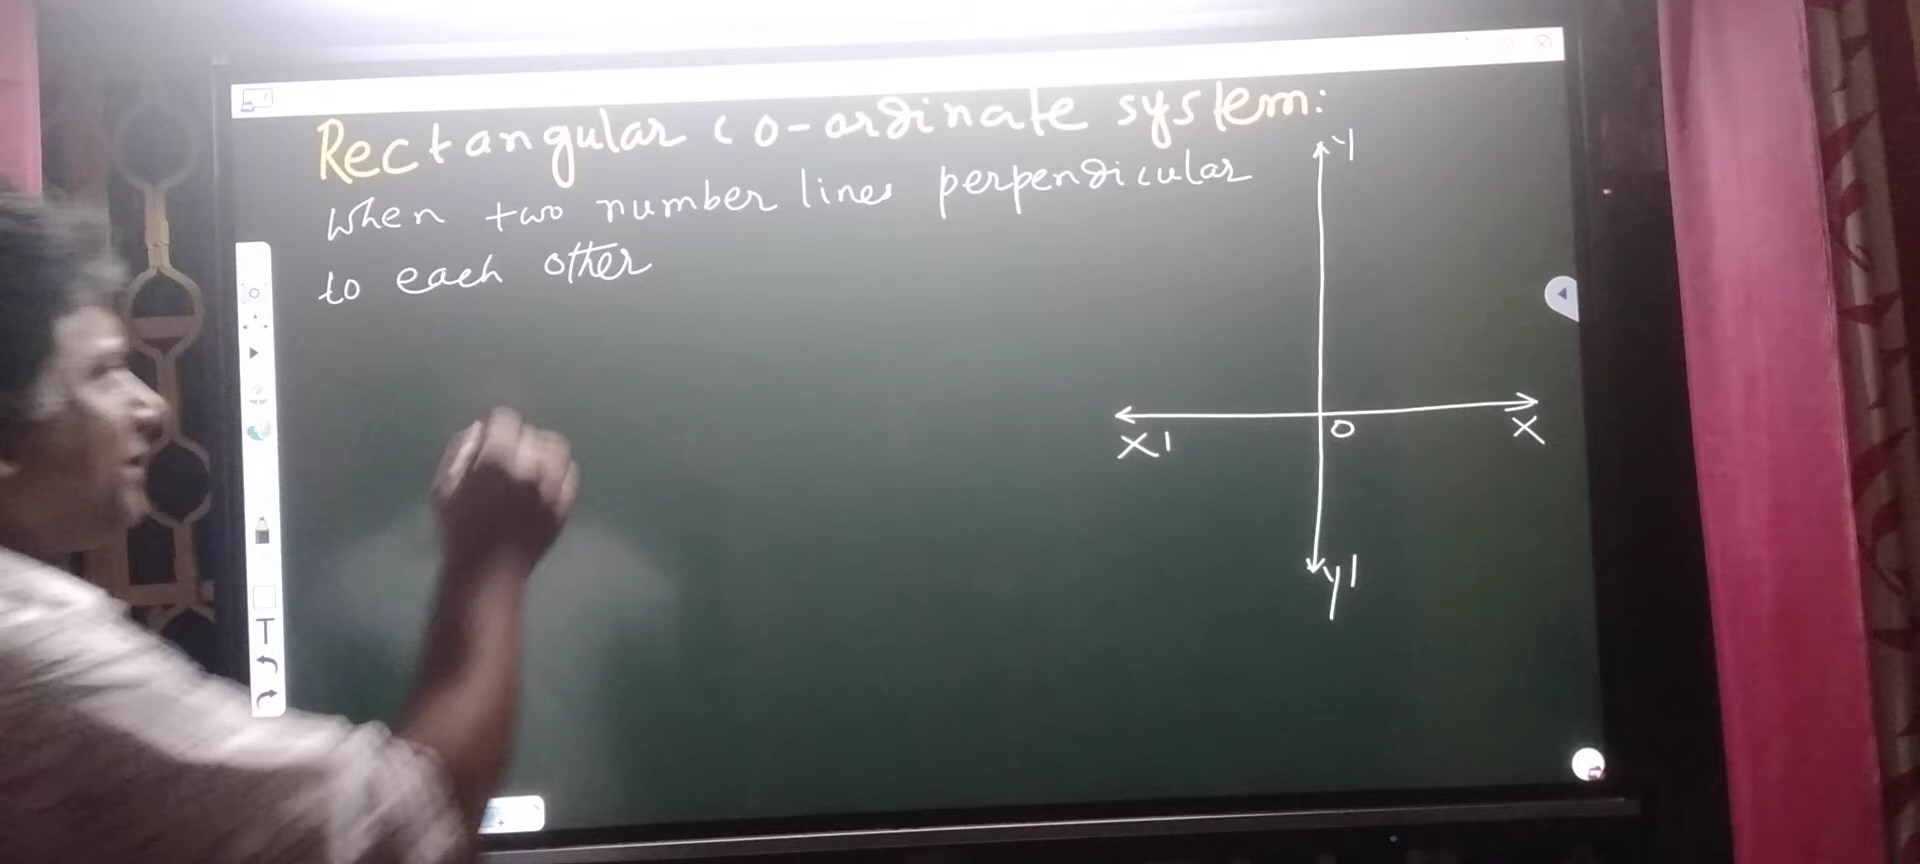 Rectangular co-ordinate system:
When two number lines perpendicular
to each other
Y
X' O X
Y'
T